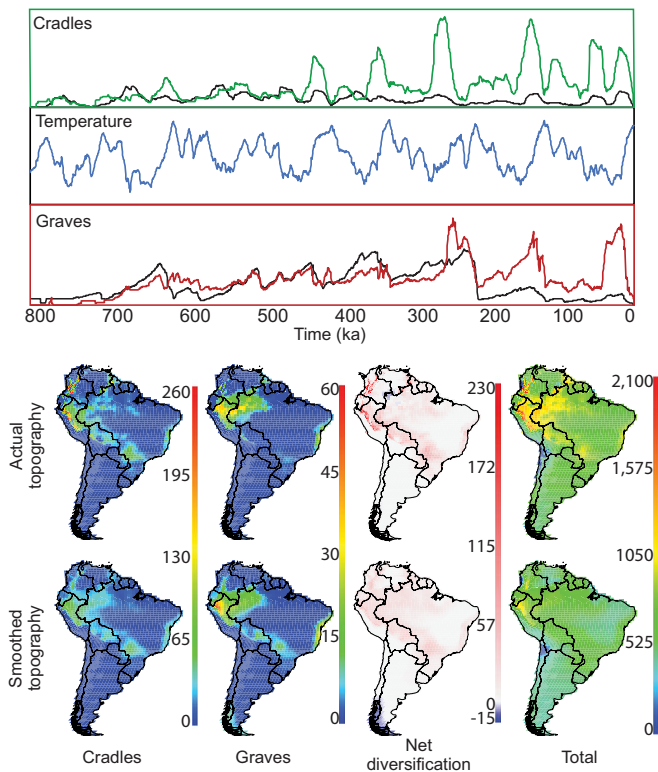 Cradles
Temperature
Graves
800 700 600 500 400 300 200 100 0
Time (ka)
Actual
topography
260
195
130
65
0
60
45
30
15
0
230
172
115
57
0
-15
2,100
1,575
1050
525
0
Smoothed
topography
Cradles
Graves
Net
diversification
Total